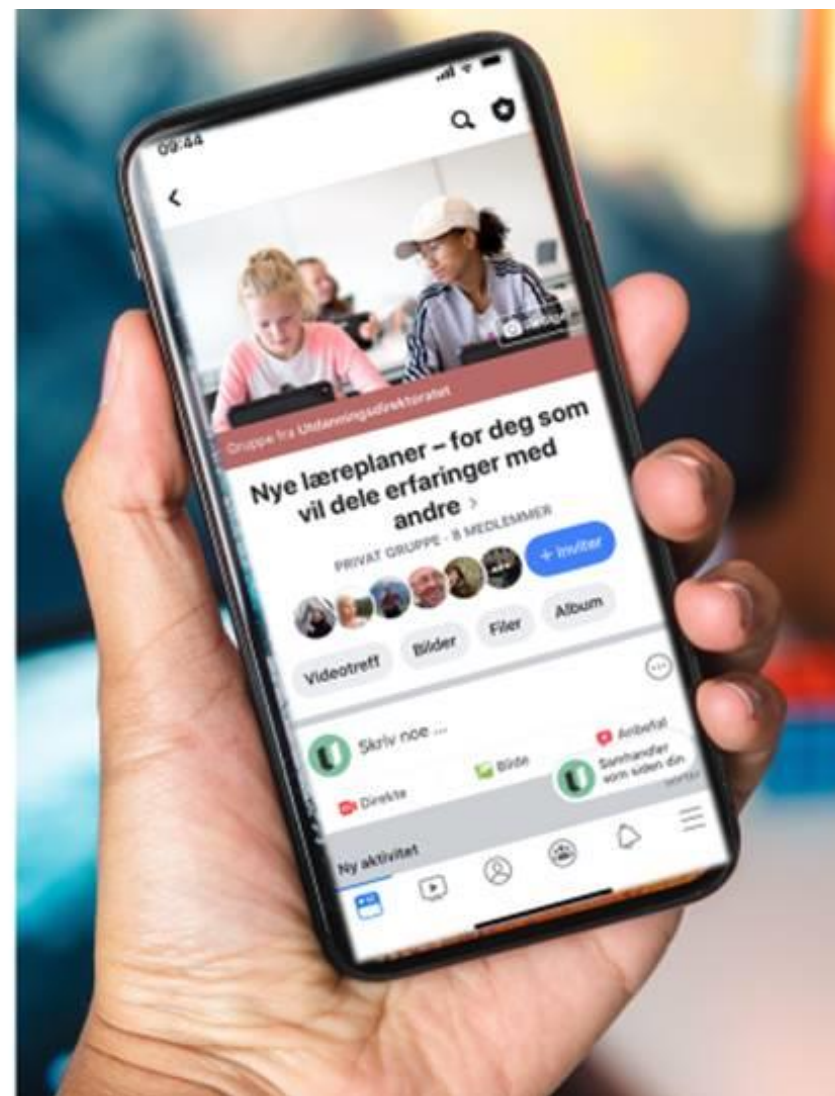 09:44
Gruppe fra Utdanningsdirektoratet
Nye læreplaner – for deg som
vil dele erfaringer med
andre >
PRIVAT GRUPPE · 8 MEDLEMMER
+ Inviter
Videotreff Bilder Filer Album
Skriv noe ...
Direkte Bilde Anbefal
Samhandler
som siden din
Ny aktivitet